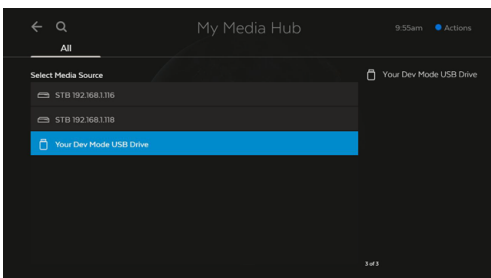 My Media Hub
9:55am Actions
All
Select Media Source
STB 192.168.1.116
STB 192.168.1.118
Your Dev Mode USB Drive
Your Dev Mode USB Drive
3 of 3